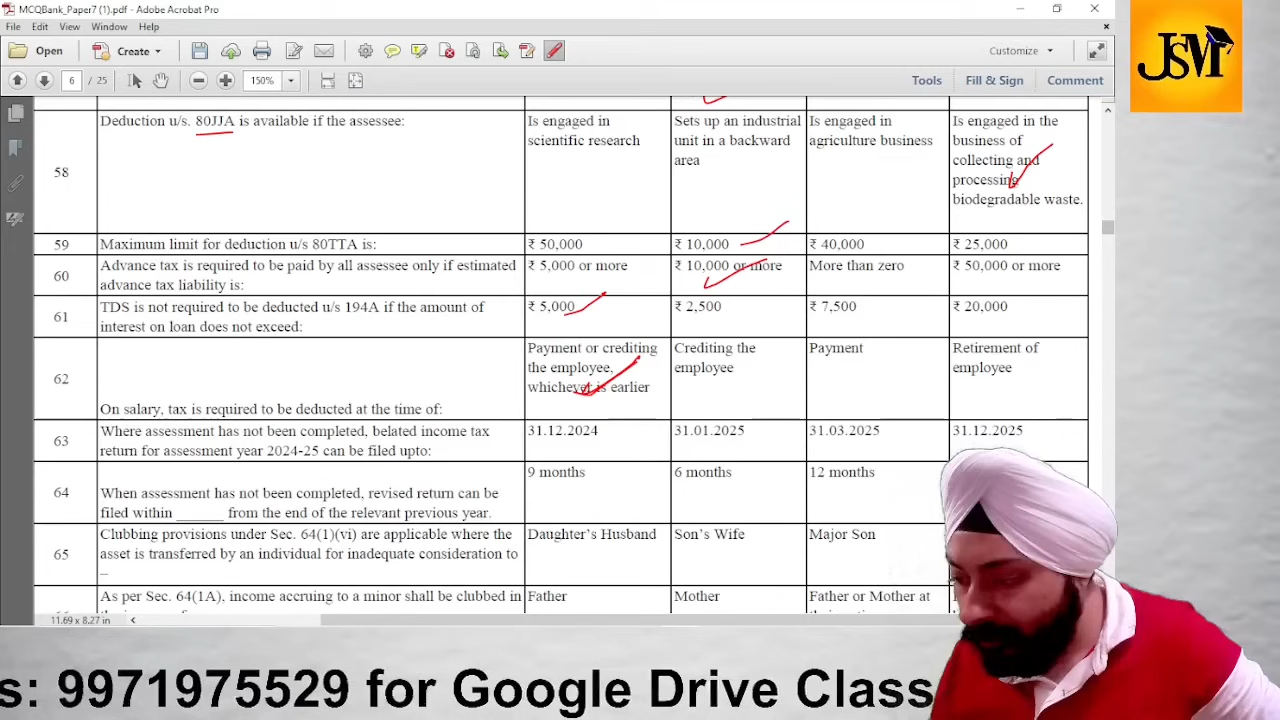 MCQBank_Paper7 (1).pdf - Adobe Acrobat Pro
File Edit View Window Help
Open Create Customize
6 / 25 150% Tools Fill & Sign Comment
58 Deduction u/s. 80JJA is available if the assessee:
Is engaged in
scientific research
Sets up an industrial
unit in a backward
area
Is engaged in
agriculture business
Is engaged in the
business of
collecting and
processing
biodegradable waste.
59 Maximum limit for deduction u/s 80TTA is: ₹ 50,000 ₹ 10,000 ₹ 40,000 ₹ 25,000
60 Advance tax is required to be paid by all assessee only if estimated
advance tax liability is:
₹ 5,000 or more ₹ 10,000 or more More than zero ₹ 50,000 or more
61 TDS is not required to be deducted u/s 194A if the amount of
interest on loan does not exceed:
₹ 5,000 ₹ 2,500 ₹ 7,500 ₹ 20,000
62 On salary, tax is required to be deducted at the time of:
Payment or crediting
the employee,
whichever is earlier
Crediting the
employee
Payment
Retirement of
employee
63 Where assessment has not been completed, belated income tax
return for assessment year 2024-25 can be filed upto:
31.12.2024 31.01.2025 31.03.2025 31.12.2025
64 When assessment has not been completed, revised return can be
filed within ______ from the end of the relevant previous year.
9 months 6 months 12 months
65 Clubbing provisions under Sec. 64(1)(vi) are applicable where the
asset is transferred by an individual for inadequate consideration to
_
Daughter's Husband Son's Wife Major Son
As per Sec. 64(1A), income accruing to a minor shall be clubbed in
Father Mother Father or Mother at
11.69 x 8.27 in
JSMI
s: 9971975529 for Google Drive Class